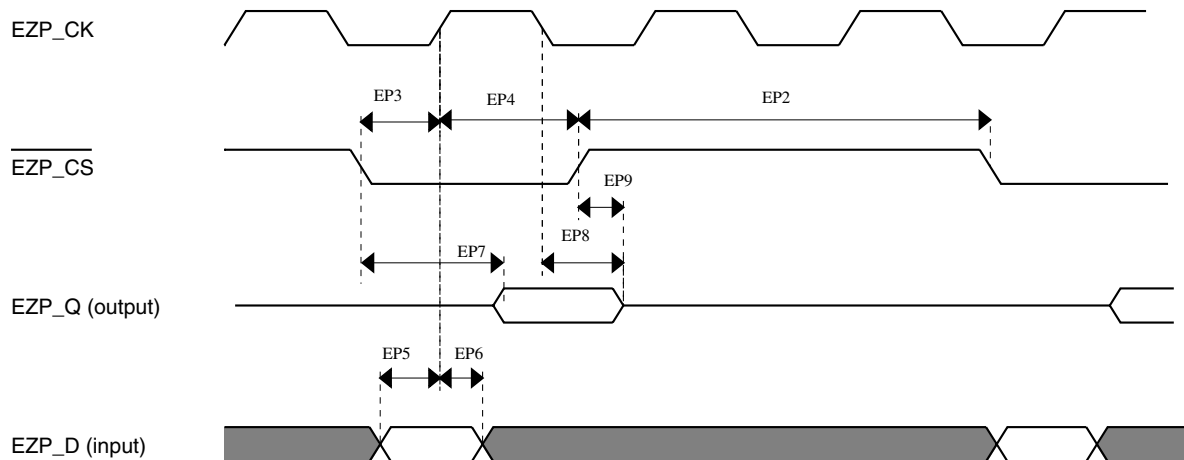 EZP_CK
EP3
EP4
EP2
EZP_CS
EP9
EP8
EP7
EZP_Q (output)
EP5
EP6
EZP_D (input)